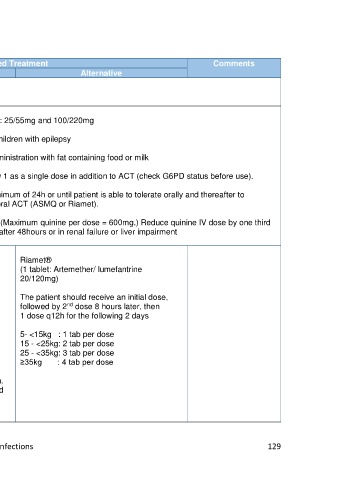 ed Treatment
Comments
Alternative
: 25/55mg and 100/220mg
hildren with epilepsy
ministration with fat containing food or milk
y 1 as a single dose in addition to ACT (check G6PD status before use).
nimum of 24h or until patient is able to tolerate orally and thereafter to
oral ACT (ASMQ or Riamet).
(Maximum quinine per dose = 600mg.) Reduce quinine IV dose by one third
after 48hours or in renal failure or liver impairment
Riamet®
(1 tablet: Artemether/ lumefantrine
20/120mg)
The patient should receive an initial dose,
followed by 2nd dose 8 hours later, then
1 dose q12h for the following 2 days
5- <15kg : 1 tab per dose
15 - <25kg: 2 tab per dose
25 - <35kg: 3 tab per dose
≥35kg : 4 tab per dose
n.
d
nfections
129